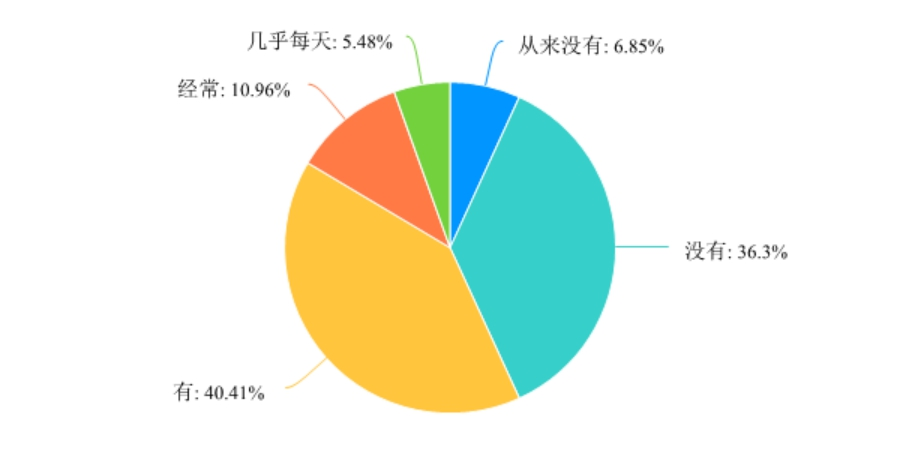 几乎每天: 5.48%
从来没有: 6.85%
经常: 10.96%
没有: 36.3%
有: 40.41%